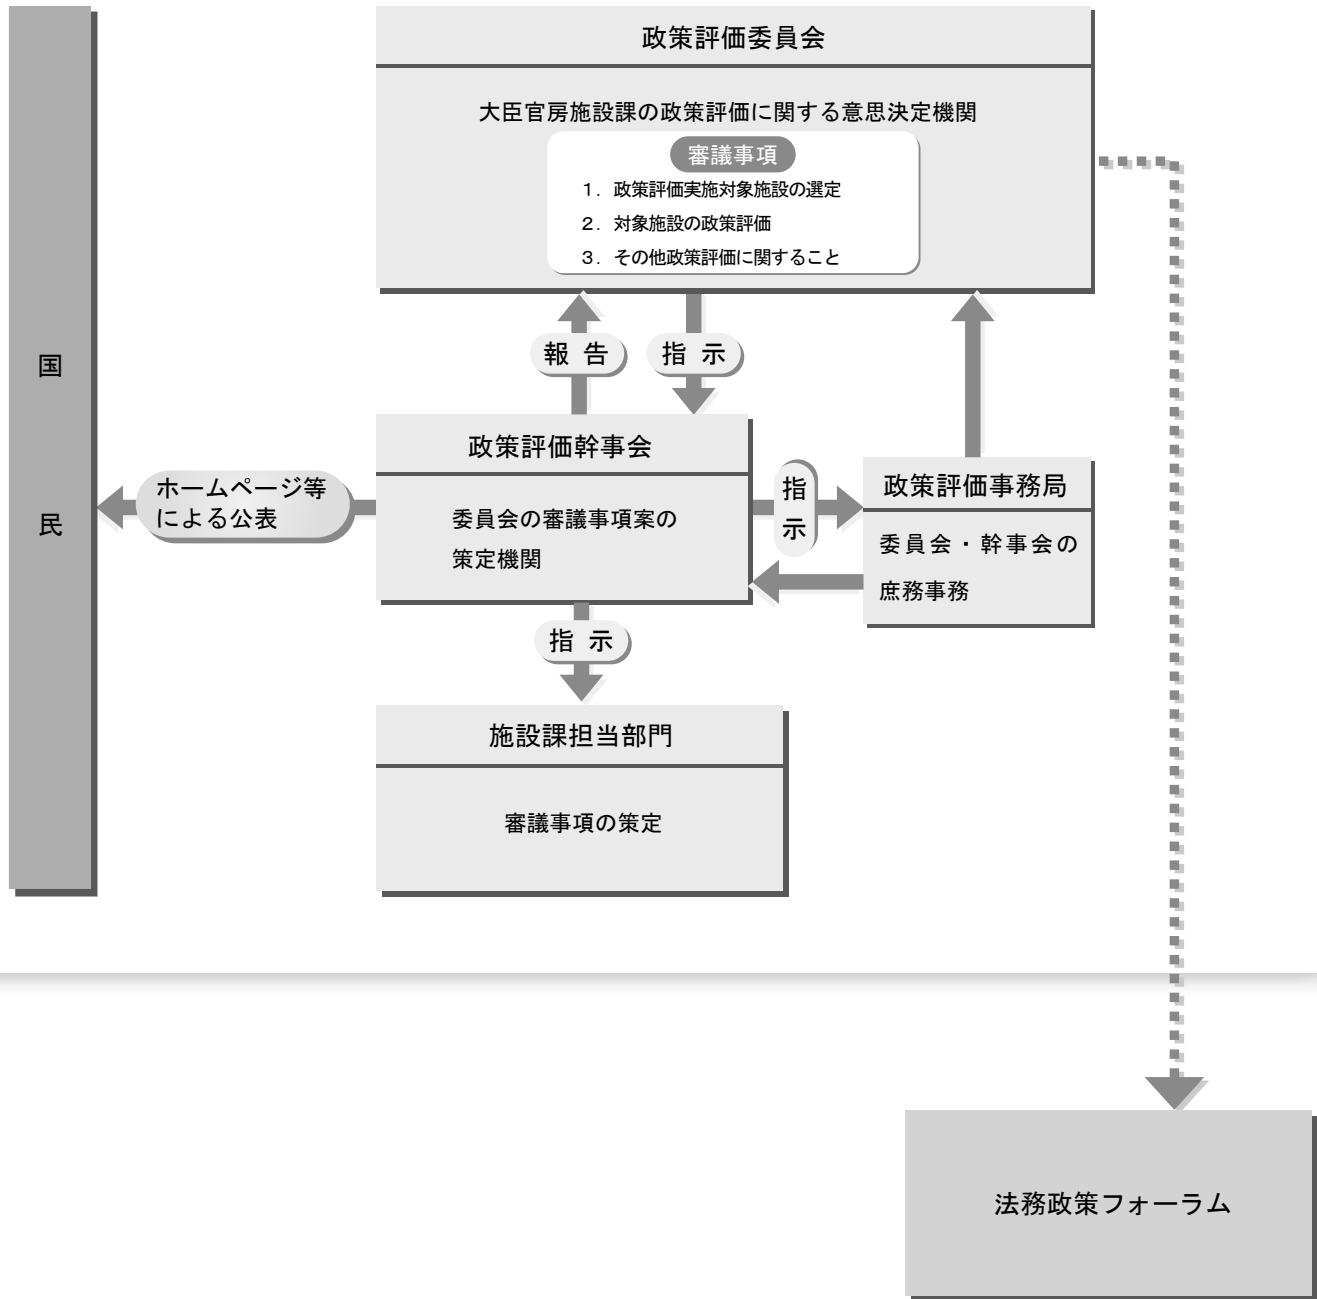 政策評価委員会
大臣官房施設課の政策評価に関する意思決定機関
審議事項
１．政策評価実施対象施設の選定
２．対象施設の政策評価
３．その他政策評価に関すること
報 告
指 示
国
民
ホームページ等
による公表
政策評価幹事会
委員会の審議事項案の
策定機関
指
示
政策評価事務局
委員会・幹事会の
庶務事務
指 示
施設課担当部門
審議事項の策定
法務政策フォーラム